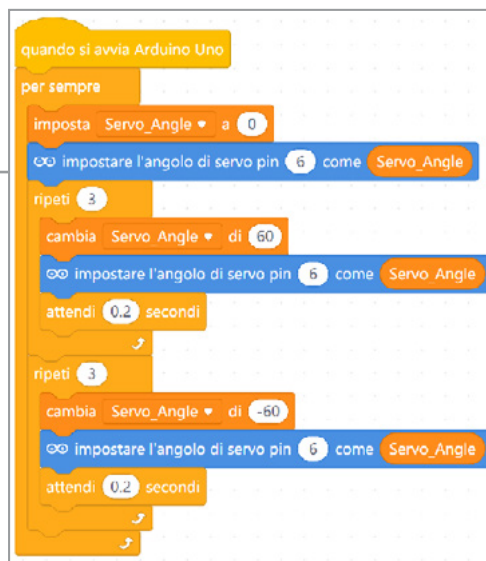 quando si avvia Arduino Uno
per sempre
imposta Servo_Angle a 0
impostare l'angolo di servo pin 6 come Servo_Angle
ripeti 3
cambia Servo_Angle di 60
impostare l'angolo di servo pin 6 come Servo_Angle
attendi 0.2 secondi
ripeti 3
cambia Servo_Angle di -60
impostare l'angolo di servo pin 6 come Servo_Angle
attendi 0.2 secondi